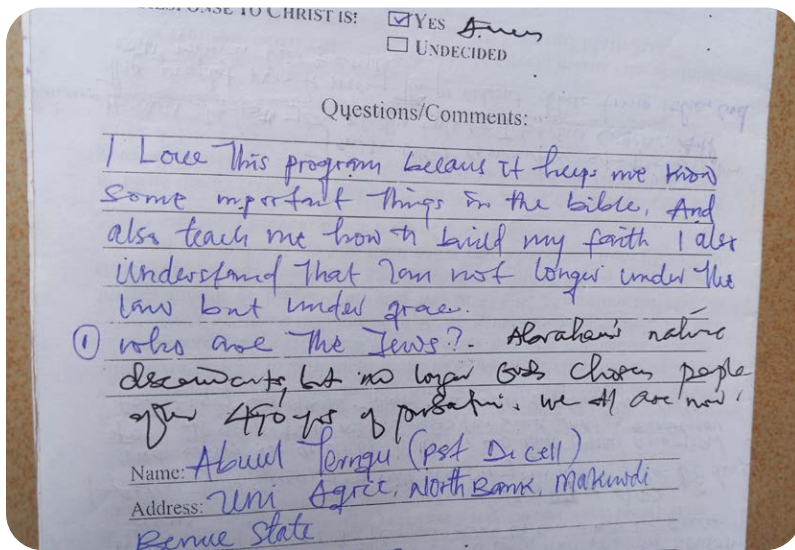 RESPONSE TO CHRIST IS: ☑ YES Amen
☐ UNDECIDED
Questions/Comments:
I Love This program becaus it heeps me know
Some important Things in the bible, And
also teach me how to build my faith I also
Understand That I am not longer under the
law but under grace.
① who are The Jews?. Abraham's native
descendants, but no longer Gods Chosen people
after 490 yrs of probation. we all are now!
Name: Terngu (Pst D. cell)
Address: Uni Agric, North Bank, Makurdi
Benue State